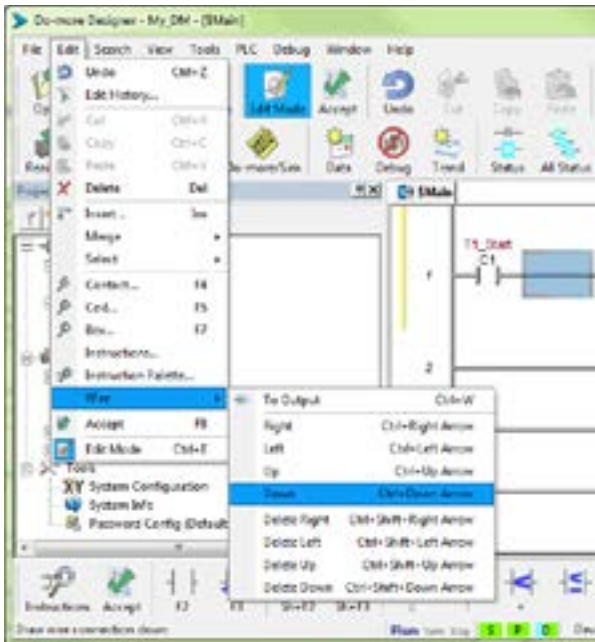 Do-more Designer - My_DM - [$Main]
File Edit Search View Tools PLC Debug Window Help
Undo Ctrl+Z
Edit History...
Cut Ctrl+X
Copy Ctrl+C
Paste Ctrl+V
Delete Del
Insert... Ins
Merge
Select
Contact... F4
Coil... F5
Box... F7
Instructions...
Instruction Palette...
Wire
Accept F8
Edit Mode Ctrl+E
Edit Mode Accept Undo Cut Copy Paste
Do-more/Sim Data Debug Trend Status All Status
$Main
T1_Start
C1
1
2
To Output Ctrl+W
Right Ctrl+Right Arrow
Left Ctrl+Left Arrow
Up Ctrl+Up Arrow
Down Ctrl+Down Arrow
Delete Right Ctrl+Shift+Right Arrow
Delete Left Ctrl+Shift+Left Arrow
Delete Up Ctrl+Shift+Up Arrow
Delete Down Ctrl+Shift+Down Arrow
Tools
System Configuration
System Info
Password Config (Default
Instructions Accept F2 F3 Sh+F2 Sh+F3
Draw wire connection down